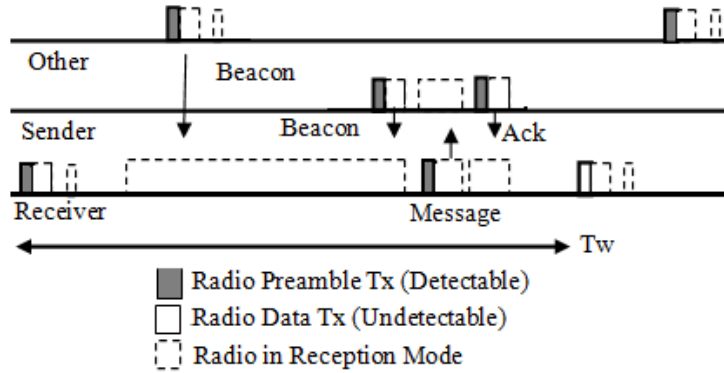 Other
Beacon
Sender
Beacon
Ack
Receiver
Message
Tw
Radio Preamble Tx (Detectable)
Radio Data Tx (Undetectable)
Radio in Reception Mode